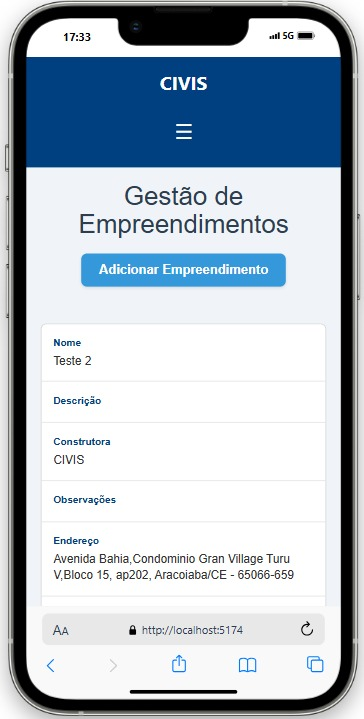 17:33
5G
CIVIS
Gestão de
Empreendimentos
Adicionar Empreendimento
Nome
Teste 2
Descrição
Construtora
CIVIS
Observações
Endereço
Avenida Bahia,Condominio Gran Village Turu
V,Bloco 15, ap202, Aracoiaba/CE - 65066-659
AA
http://localhost:5174